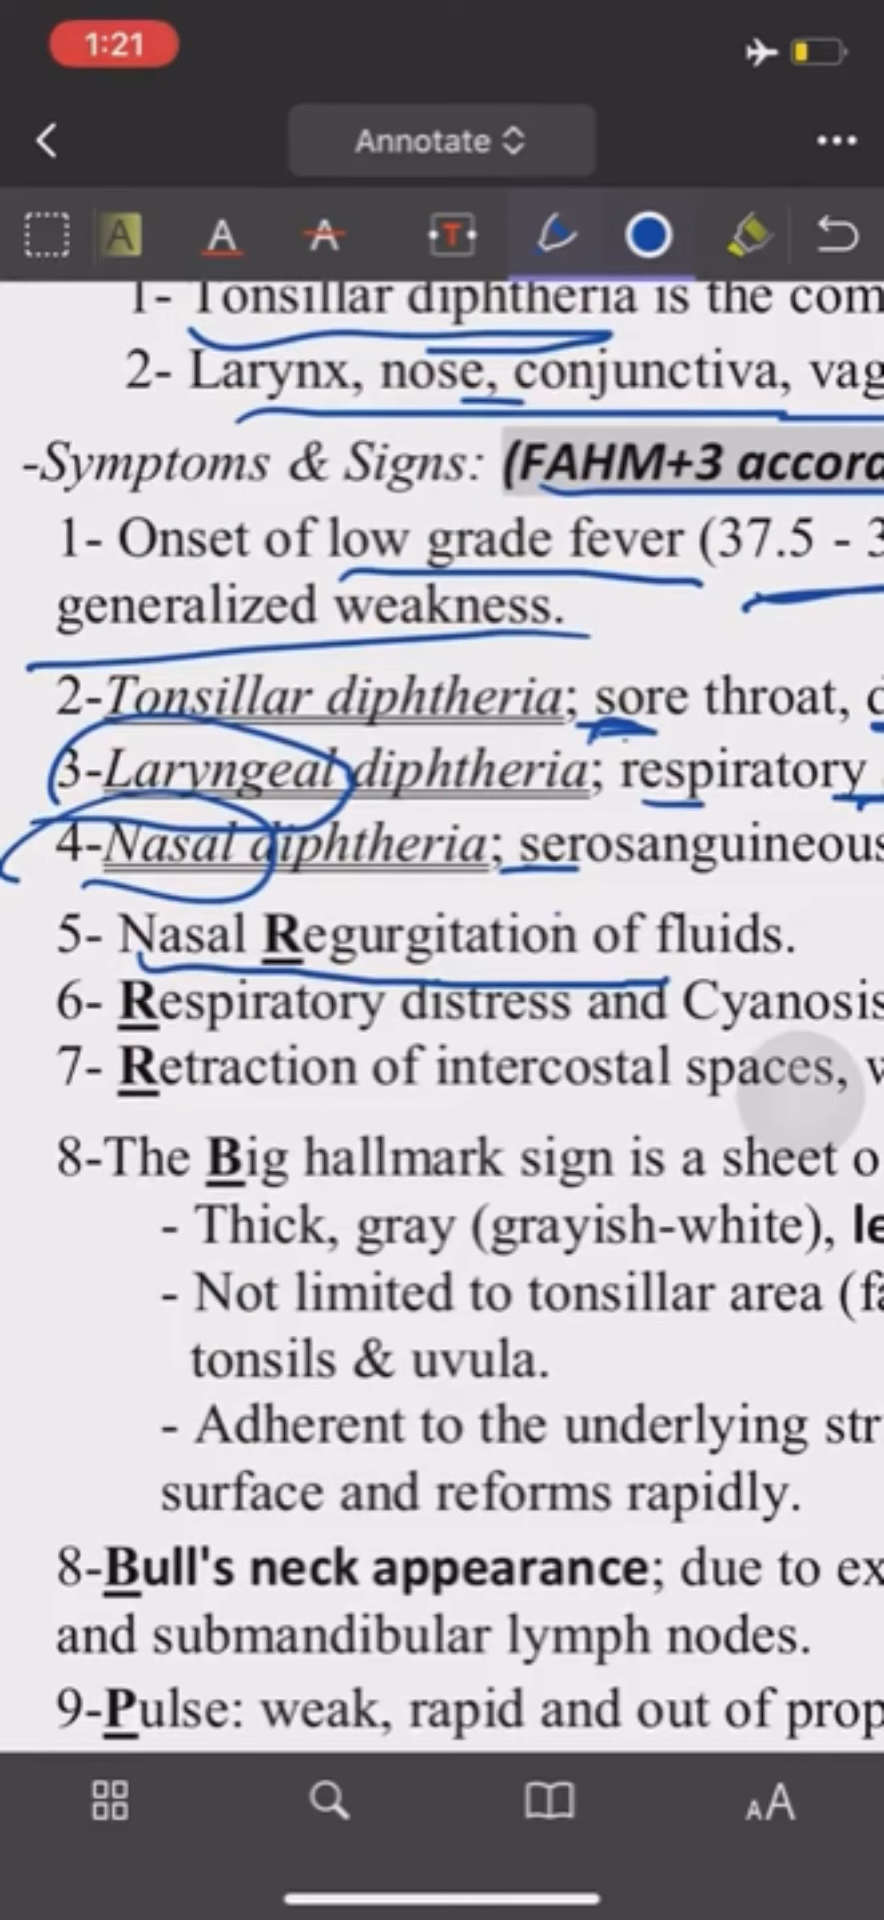 1:21
Annotate
A A A T
1- Tonsillar diphtheria is the com
2- Larynx, nose, conjunctiva, vag
-Symptoms & Signs: (FAHM+3 accord
1- Onset of low grade fever (37.5 - 3
generalized weakness.
2-Tonsillar diphtheria; sore throat, d
3-Laryngeal diphtheria; respiratory
4-Nasal diphtheria; serosanguineous
5- Nasal Regurgitation of fluids.
6- Respiratory distress and Cyanosis
7- Retraction of intercostal spaces, v
8-The Big hallmark sign is a sheet o
- Thick, gray (grayish-white), le
- Not limited to tonsillar area (fa
tonsils & uvula.
- Adherent to the underlying str
surface and reforms rapidly.
8-Bull's neck appearance; due to ex
and submandibular lymph nodes.
9-Pulse: weak, rapid and out of prop
AA